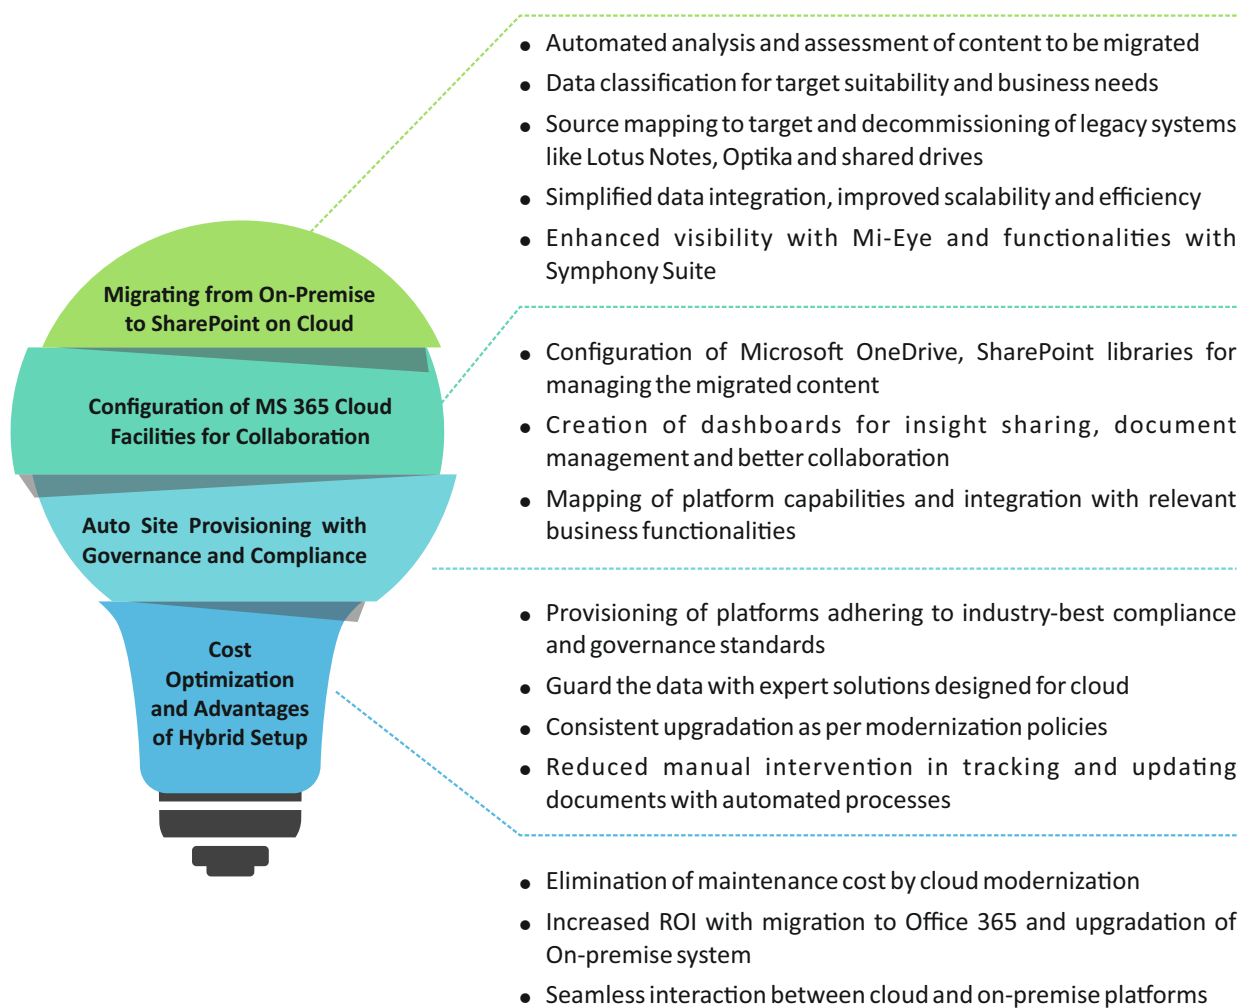 Migrating from On-Premise
to SharePoint on Cloud
● Automated analysis and assessment of content to be migrated
● Data classification for target suitability and business needs
● Source mapping to target and decommissioning of legacy systems
like Lotus Notes, Optika and shared drives
● Simplified data integration, improved scalability and efficiency
● Enhanced visibility with Mi-Eye and functionalities with
Symphony Suite
Configuration of MS 365 Cloud
Facilities for Collaboration
● Configuration of Microsoft OneDrive, SharePoint libraries for
managing the migrated content
● Creation of dashboards for insight sharing, document
management and better collaboration
● Mapping of platform capabilities and integration with relevant
business functionalities
Auto Site Provisioning with
Governance and Compliance
● Provisioning of platforms adhering to industry-best compliance
and governance standards
● Guard the data with expert solutions designed for cloud
● Consistent upgradation as per modernization policies
● Reduced manual intervention in tracking and updating
documents with automated processes
Cost
Optimization
and Advantages
of Hybrid Setup
● Elimination of maintenance cost by cloud modernization
● Increased ROI with migration to Office 365 and upgradation of
On-premise system
● Seamless interaction between cloud and on-premise platforms